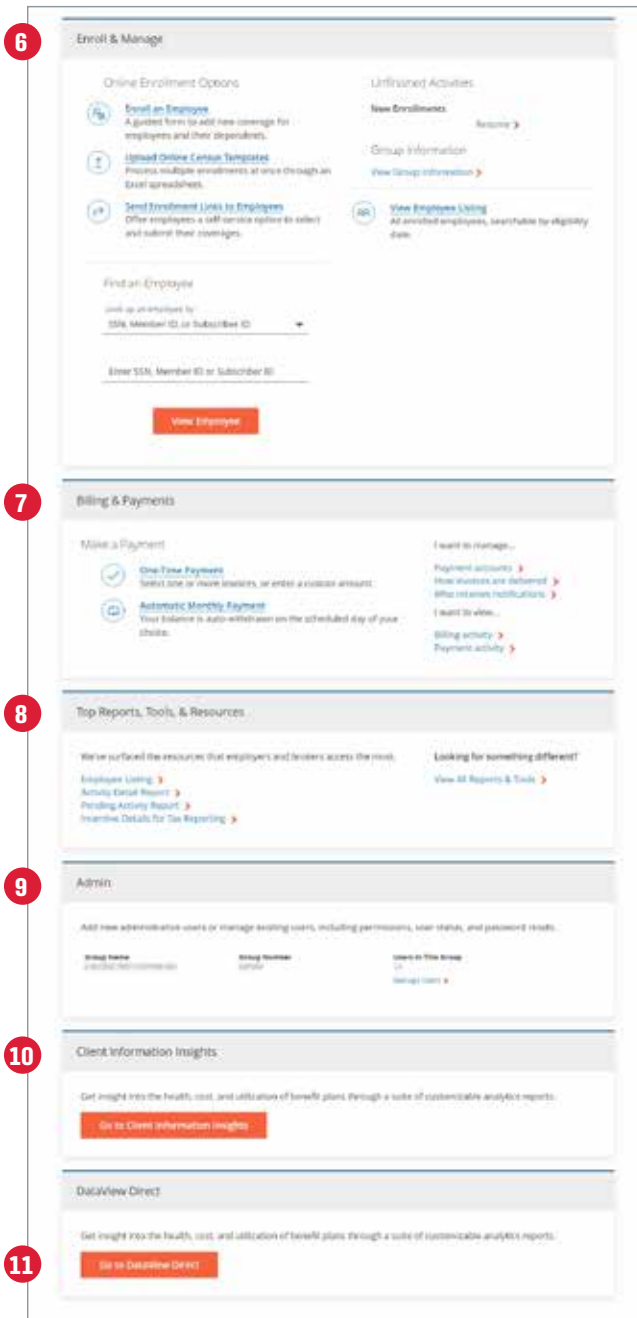 6
Enroll & Manage
Online Enrollment Options
Enroll an Employee
A guided form to add new coverage for
employees and their dependents.
Upload Online Census Templates
Process multiple enrollments at once through an
Excel spreadsheet.
Send Enrollment Links to Employees
Offer employees a self-service option to select
and submit their coverages.
Unfinished Activities
New Enrollments
Resume
Group Information
View Group Information
View Employee Listing
All enrolled employees, searchable by eligibility
date.
Find an Employee
Look up an employee by
SSN, Member ID, or Subscriber ID
Enter SSN, Member ID or Subscriber ID
View Employee
7
Billing & Payments
Make a Payment
One-Time Payment
Select one or more invoices, or enter a custom amount.
Automatic Monthly Payment
Your balance is auto-withdrawn on the scheduled day of your
choice.
I want to manage...
Payment accounts
How invoices are delivered
Who receives notifications
I want to view...
Billing activity
Payment activity
8
Top Reports, Tools, & Resources
We've surfaced the resources that employers and brokers access the most.
Employee Listing
Activity Detail Report
Pending Activity Report
Incentive Details for Tax Reporting
Looking for something different?
View All Reports & Tools
9
Admin
Add new administrative users or manage existing users, including permissions, user status, and password resets.
Group Name
Group Number
Users In This Group
Manage Users
10
Client Information Insights
Get insight into the health, cost, and utilization of benefit plans through a suite of customizable analytics reports.
Go to Client Information Insights
DataView Direct
Get insight into the health, cost, and utilization of benefit plans through a suite of customizable analytics reports.
11
Go to DataView Direct